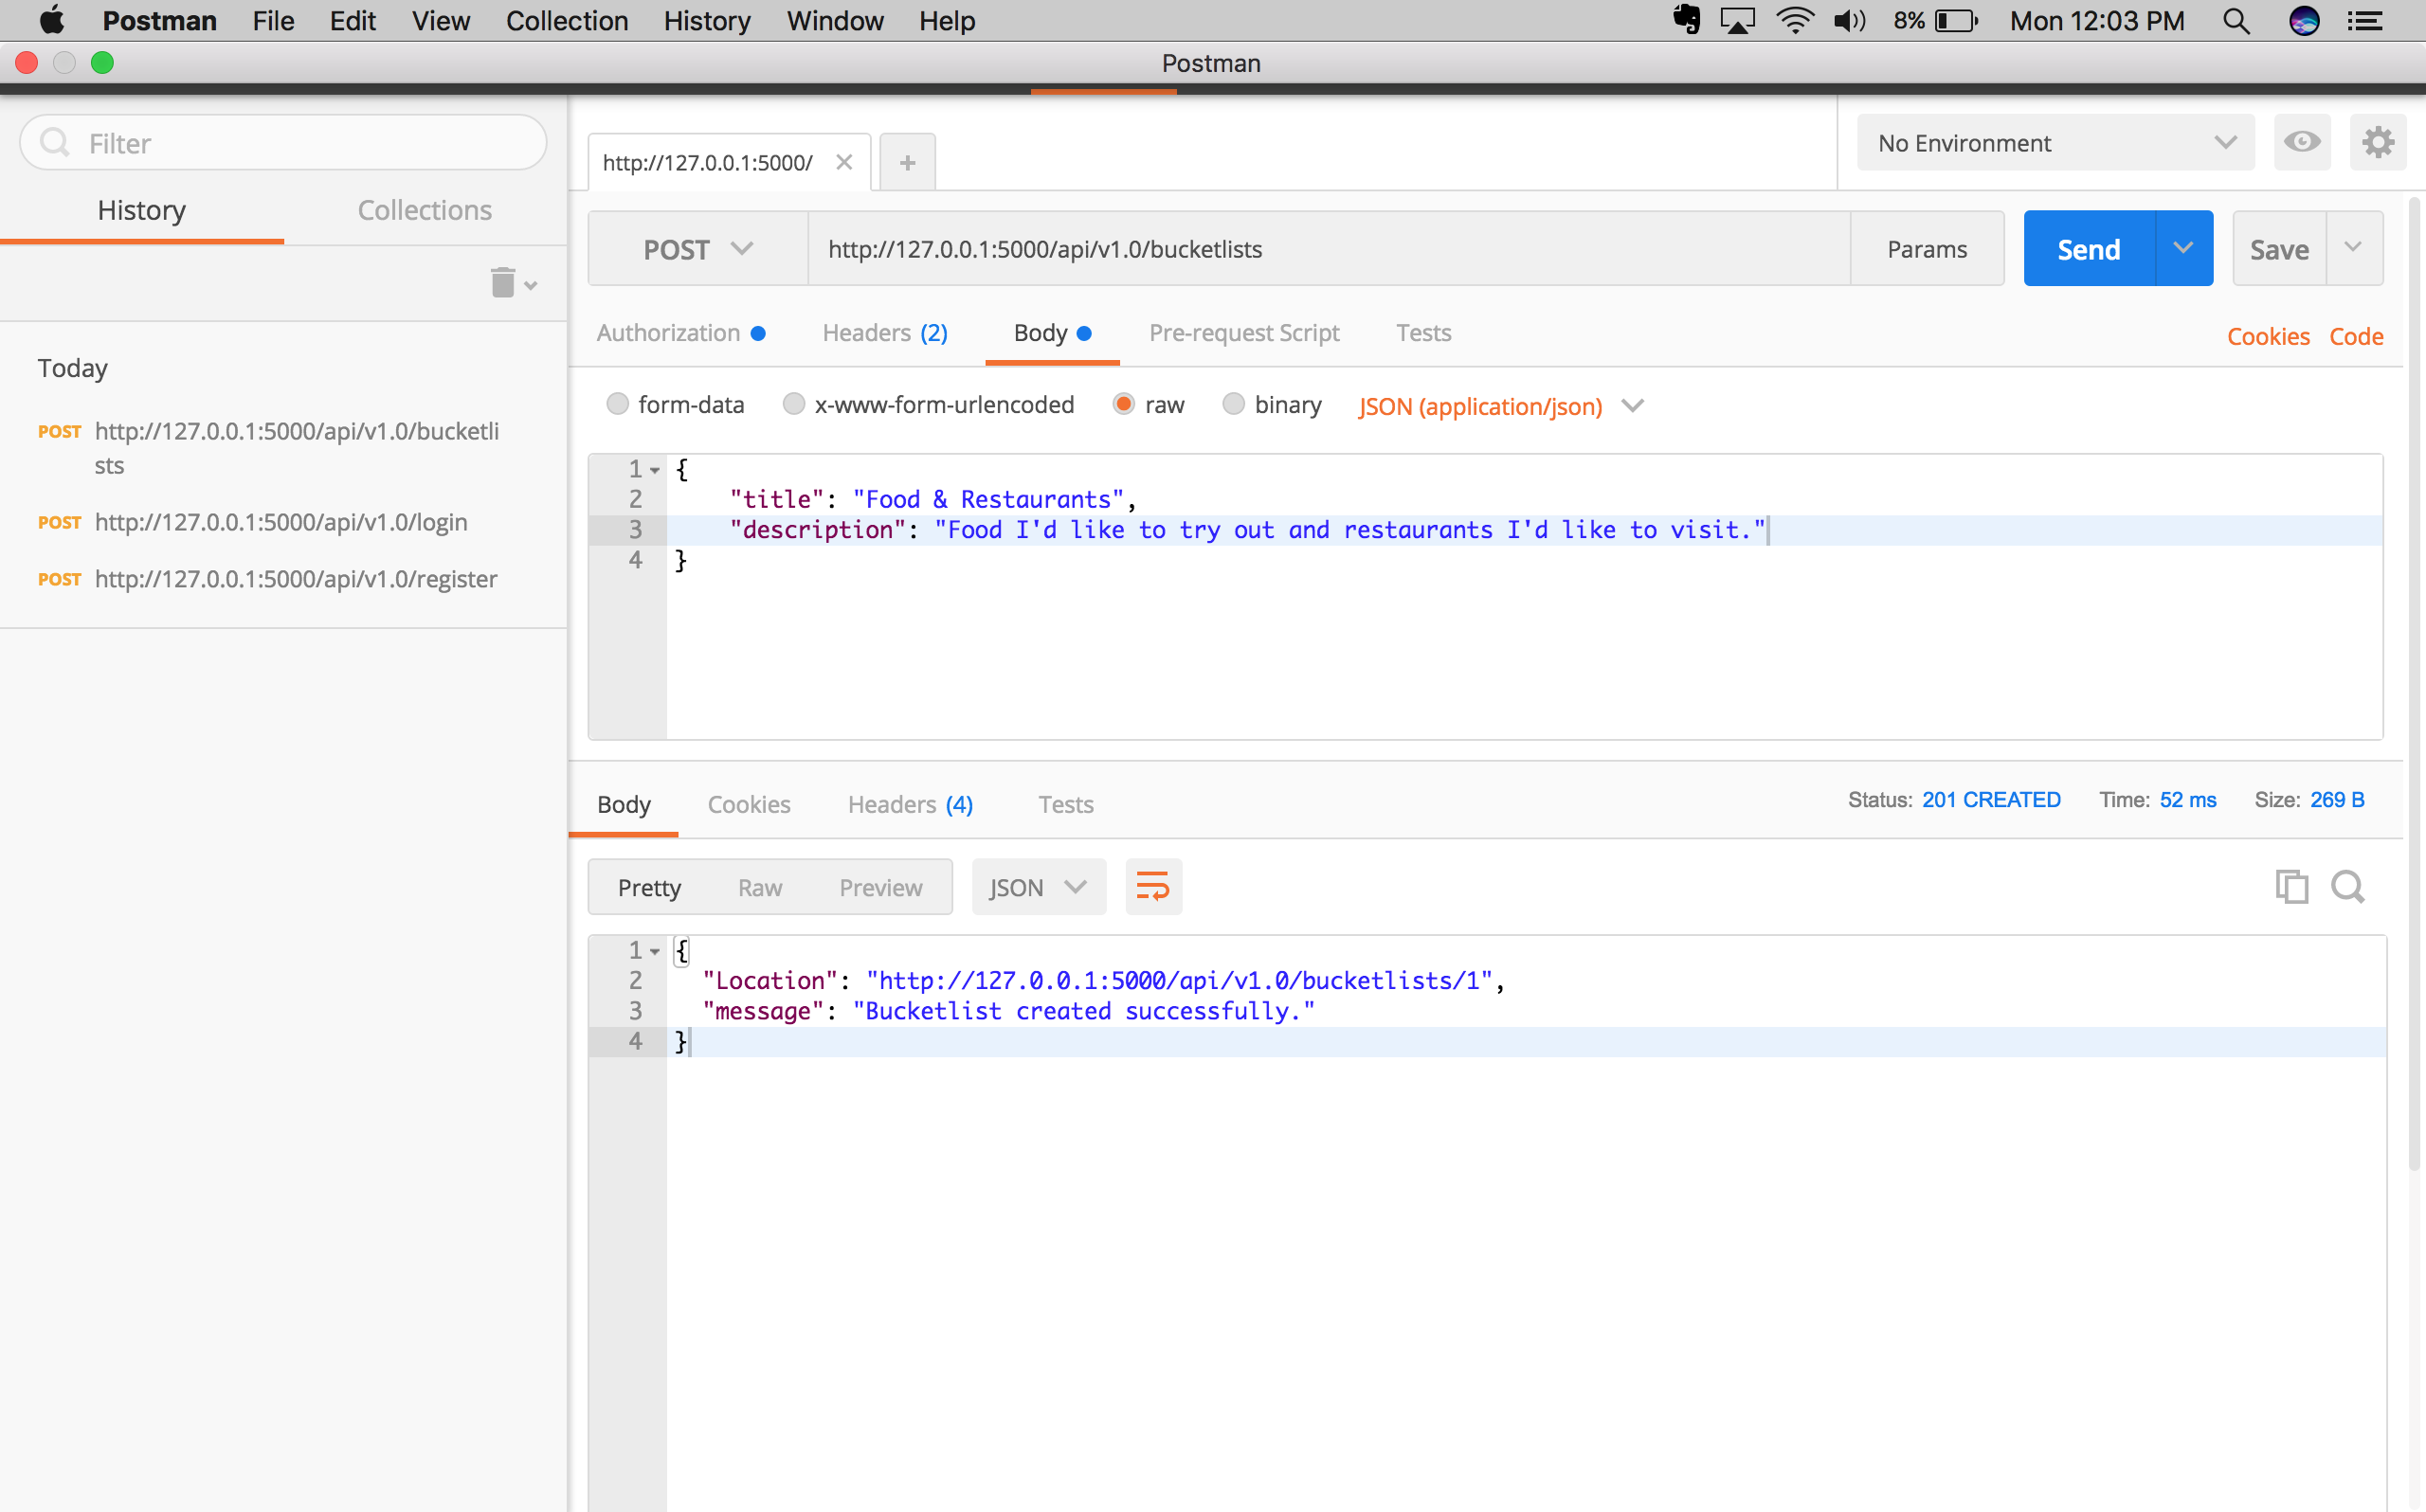 Postman File Edit View Collection History Window Help 8% Mon 12:03 PM
Postman
Filter
History Collections
Today
POST http://127.0.0.1:5000/api/v1.0/bucketli
sts
POST http://127.0.0.1:5000/api/v1.0/login
POST http://127.0.0.1:5000/api/v1.0/register
http://127.0.0.1:5000/ +
No Environment
POST http://127.0.0.1:5000/api/v1.0/bucketlists Params Send Save
Authorization Headers (2) Body Pre-request Script Tests Cookies Code
form-data x-www-form-urlencoded raw binary JSON (application/json)
1 {
2 "title": "Food & Restaurants",
3 "description": "Food I'd like to try out and restaurants I'd like to visit."
4 }
Body Cookies Headers (4) Tests Status: 201 CREATED Time: 52 ms Size: 269 B
Pretty Raw Preview JSON
1 {
2 "Location": "http://127.0.0.1:5000/api/v1.0/bucketlists/1",
3 "message": "Bucketlist created successfully."
4 }